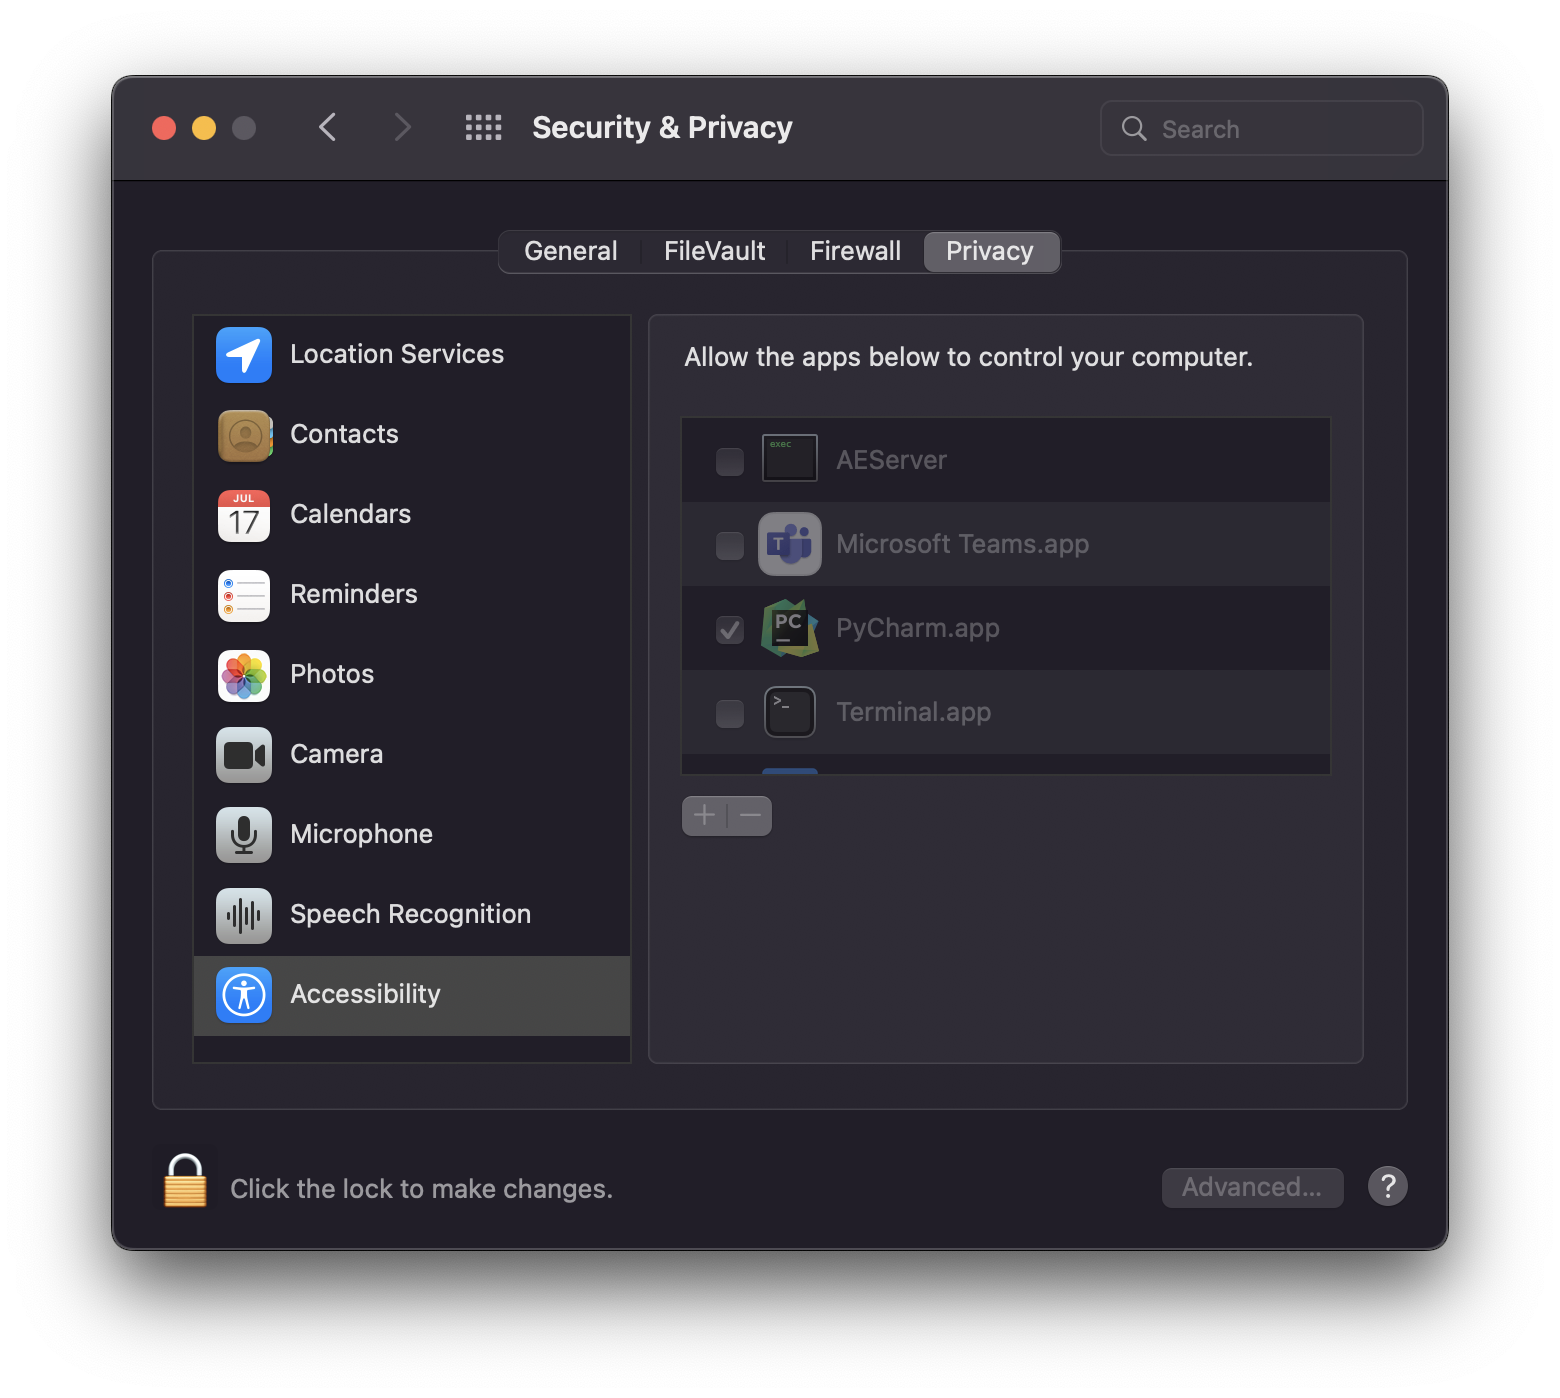 Security & Privacy
Search
General
FileVault
Firewall
Privacy
Location Services
Contacts
JUL
17
Calendars
Reminders
Photos
Camera
Microphone
Speech Recognition
Accessibility
Allow the apps below to control your computer.
exec
AEServer
T
Microsoft Teams.app
PC
PyCharm.app
>_
Terminal.app
Click the lock to make changes.
Advanced...
?